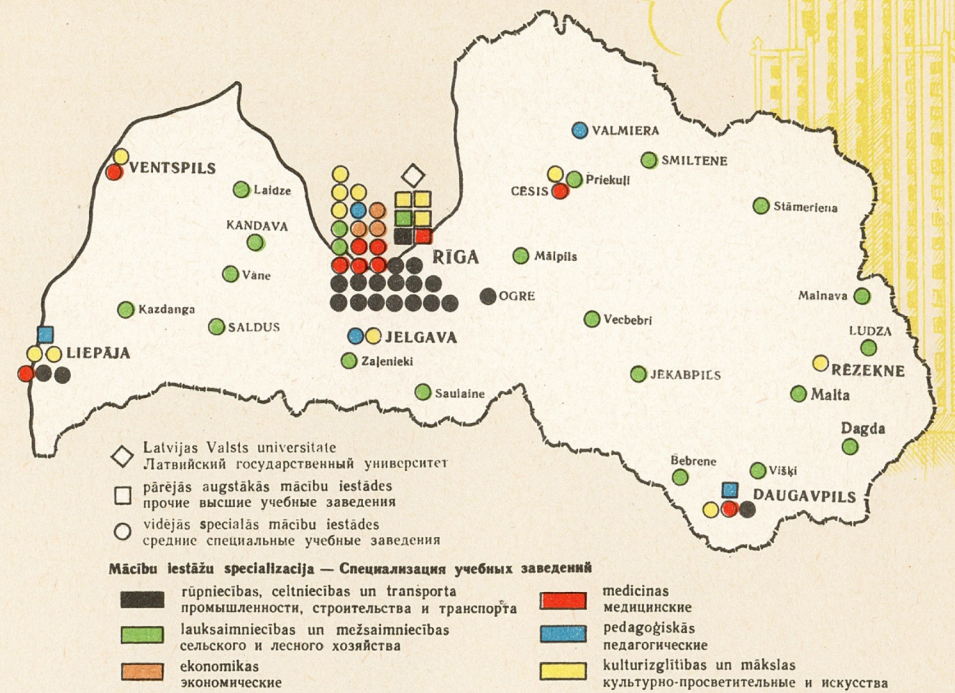 VALMIERA
VENTSPILS
SMILTENE
CĒSIS
Priekuļi
Laidze
Stāmeriena
KANDAVA
RĪGA
Mālpils
Vāne
OGRE
Malnava
Kazdanga
SALDUS
Vecbebri
LUDZA
JELGAVA
LIEPĀJA
Zaļenieki
RĒZEKNE
JĒKABPILS
Saulaine
Malta
Dagda
Bebrene
Višķi
DAUGAVPILS
Latvijas Valsts universitate
Латвийский государственный университет
pārējās augstākās mācību iestādes
прочие высшие учебные заведения
vidējās speciālās mācību iestādes
средние специальные учебные заведения
Mācību iestāžu specializacija — Специализация учебных заведений
rūpniecības, celtniecības un transporta
промышленности, строительства и транспорта
lauksaimniecības un mežsaimniecības
сельского и лесного хозяйства
ekonomikas
экономические
medicinas
медицинские
pedagoģiskās
педагогические
kulturizglītības un mākslas
культурно-просветительные и искусства